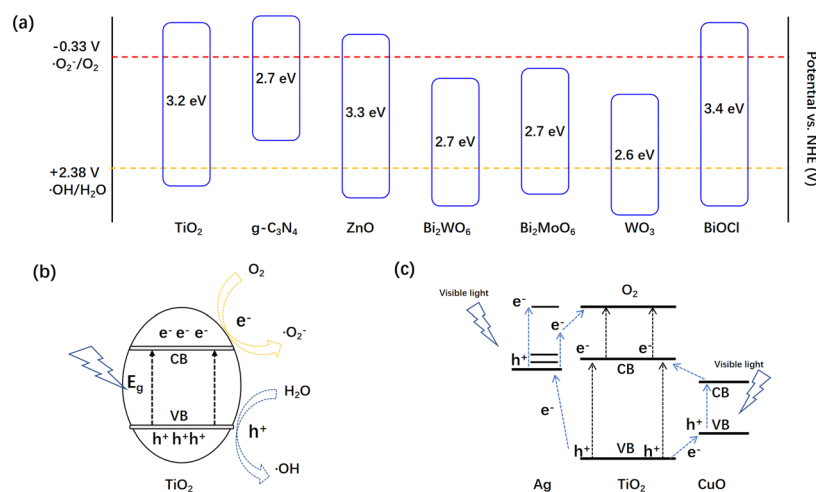 (a)
-0.33 V
·O₂⁻/O₂
+2.38 V
·OH/H₂O
3.2 eV
2.7 eV
3.3 eV
2.7 eV
2.7 eV
2.6 eV
3.4 eV
TiO₂
g-C₃N₄
ZnO
Bi₂WO₆
Bi₂MoO₆
WO₃
BiOCl
Potential vs. NHE (V)
(b)
O₂
e⁻
e⁻ e⁻ e⁻
·O₂⁻
CB
E_g
H₂O
VB
h⁺ h⁺h⁺
h⁺
·OH
TiO₂
(c)
Visible light
e⁻
e⁻
O₂
h⁺
e⁻
e⁻
CB
Visible light
CB
e⁻
h⁺
VB
h⁺
VB
h⁺
e⁻
Ag
TiO₂
CuO